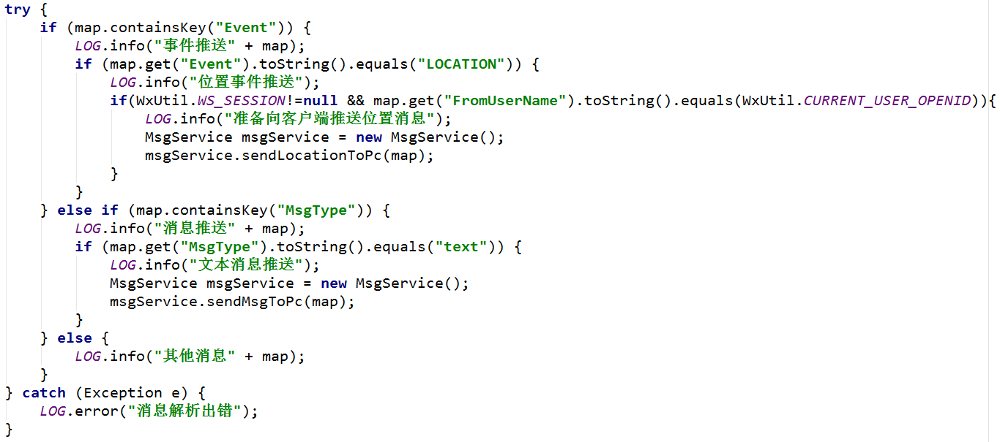 try {
    if (map.containsKey("Event")) {
        LOG.info("事件推送" + map);
        if (map.get("Event").toString().equals("LOCATION")) {
            LOG.info("位置事件推送");
            if(WxUtil.WS_SESSION!=null && map.get("FromUserName").toString().equals(WxUtil.CURRENT_USER_OPENID)){
                LOG.info("准备向客户端推送位置消息");
                MsgService msgService = new MsgService();
                msgService.sendLocationToPc(map);
            }
        }
    } else if (map.containsKey("MsgType")) {
        LOG.info("消息推送" + map);
        if (map.get("MsgType").toString().equals("text")) {
            LOG.info("文本消息推送");
            MsgService msgService = new MsgService();
            msgService.sendMsgToPc(map);
        }
    } else {
        LOG.info("其他消息" + map);
    }
} catch (Exception e) {
    LOG.error("消息解析出错");
}